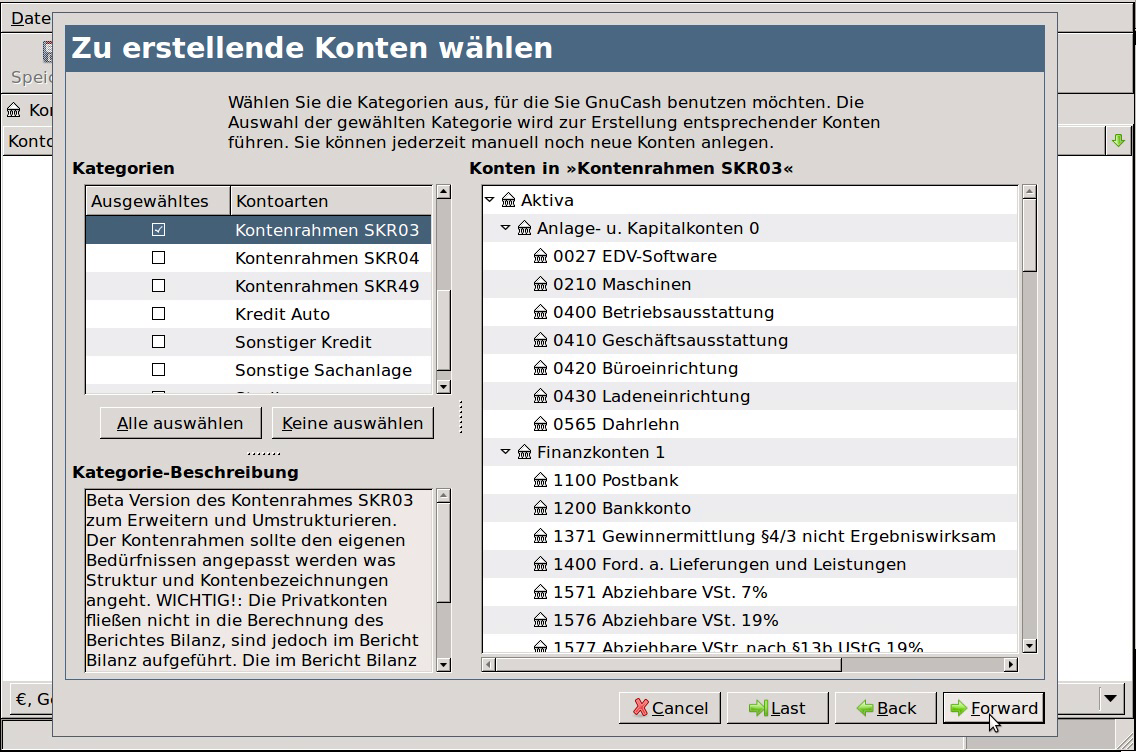 Date
Zu erstellende Konten wählen
Speic
Kon
Konto
Wählen Sie die Kategorien aus, für die Sie GnuCash benutzen möchten. Die
Auswahl der gewählten Kategorie wird zur Erstellung entsprechender Konten
führen. Sie können jederzeit manuell noch neue Konten anlegen.
Kategorien
Ausgewähltes Kontoarten
Kontenrahmen SKR03
Kontenrahmen SKR04
Kontenrahmen SKR49
Kredit Auto
Sonstiger Kredit
Sonstige Sachanlage
Alle auswählen Keine auswählen
Kategorie-Beschreibung
Beta Version des Kontenrahmes SKR03
zum Erweitern und Umstrukturieren.
Der Kontenrahmen sollte den eigenen
Bedürfnissen angepasst werden was
Struktur und Kontenbezeichnungen
angeht. WICHTIG!: Die Privatkonten
fließen nicht in die Berechnung des
Berichtes Bilanz, sind jedoch im Bericht
Bilanz aufgeführt. Die im Bericht Bilanz
Konten in »Kontenrahmen SKR03«
Aktiva
Anlage- u. Kapitalkonten 0
0027 EDV-Software
0210 Maschinen
0400 Betriebsausstattung
0410 Geschäftsausstattung
0420 Büroeinrichtung
0430 Ladeneinrichtung
0565 Dahrlehn
Finanzkonten 1
1100 Postbank
1200 Bankkonto
1371 Gewinnermittlung §4/3 nicht Ergebniswirksam
1400 Ford. a. Lieferungen und Leistungen
1571 Abziehbare VSt. 7%
1576 Abziehbare VSt. 19%
1577 Abziehbare VStr. nach §13b UStG 19%
€, Ge
Cancel Last Back Forward